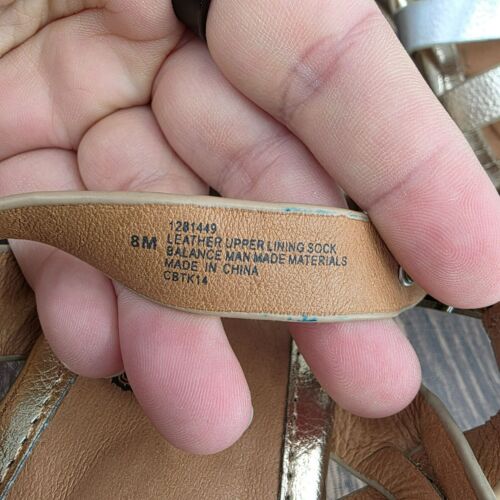 1281449
8M LEATHER UPPER LINING SOCK
BALANCE MAN MADE MATERIALS
MADE IN CHINA
CBTK14